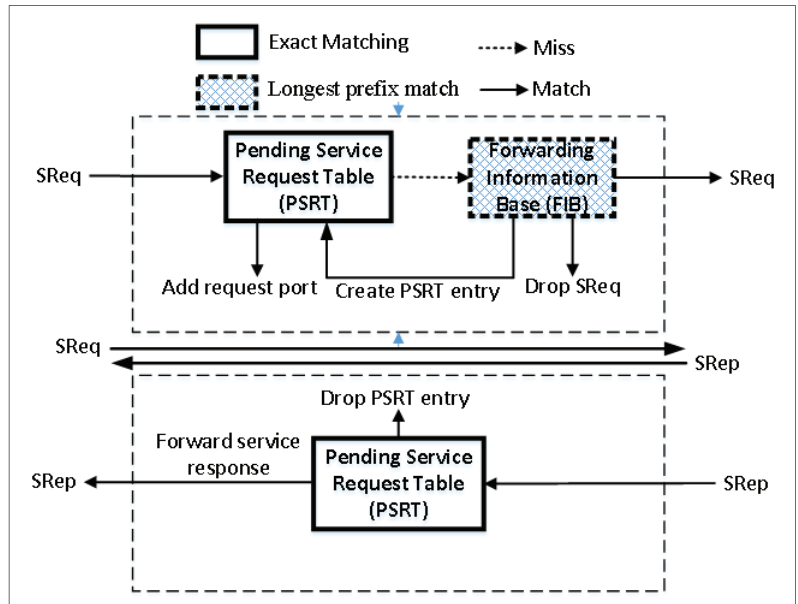 Exact Matching
Miss
Longest prefix match
Match
Pending Service
Request Table
(PSRT)
Forwarding
Information
Base (FIB)
SReq
SReq
Add request port
Create PSRT entry
Drop SReq
SReq
SRep
Drop PSRT entry
Forward service
response
Pending Service
Request Table
(PSRT)
SRep
SRep